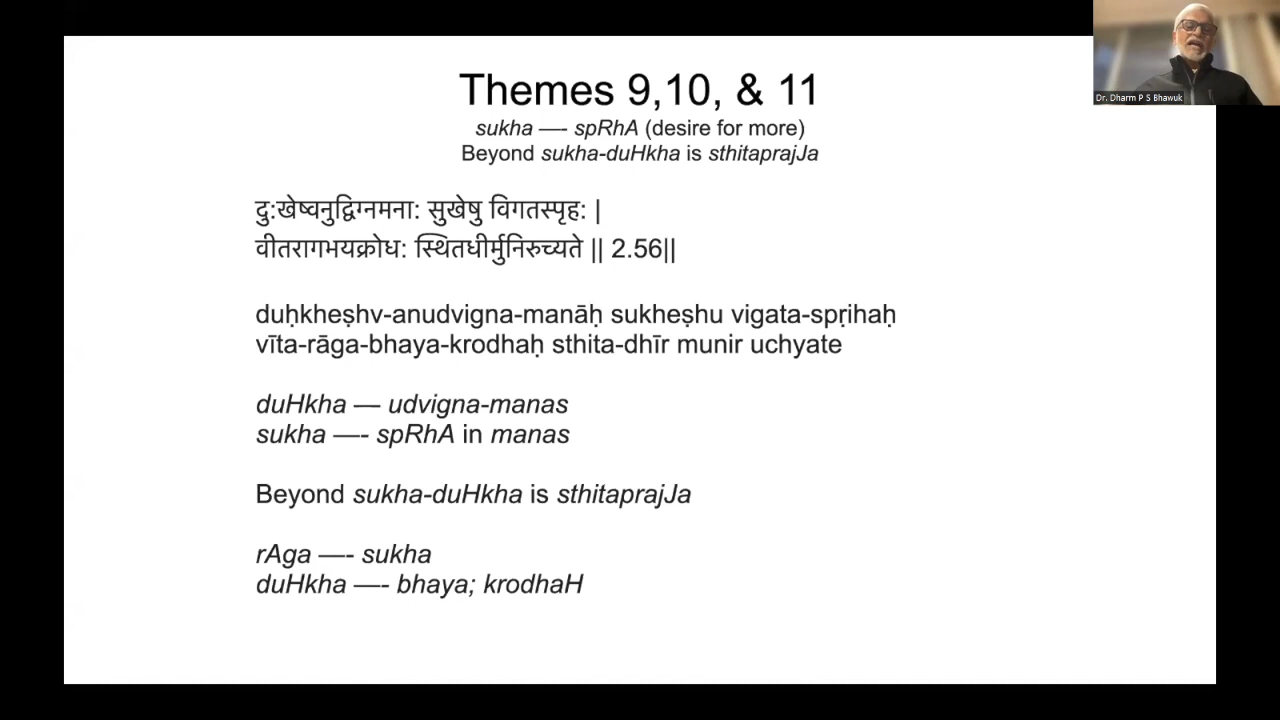 Themes 9,10, & 11
sukha —- spRhA (desire for more)
Beyond sukha-duHkha is sthitaprajJa
दु:खेष्वनुद्विग्नमना: सुखेषु विगतस्पृह: |
वीतरागभयक्रोध: स्थितधीर्मुनिरुच्यते || 2.56||
duḥkheṣhv-anudvigna-manāḥ sukheṣhu vigata-spṛihaḥ
vīta-rāga-bhaya-krodhaḥ sthita-dhīr munir uchyate
duHkha — udvigna-manas
sukha —- spRhA in manas
Beyond sukha-duHkha is sthitaprajJa
rAga —- sukha
duHkha —- bhaya; krodhaH
Dr. Dharm P S Bhawuk